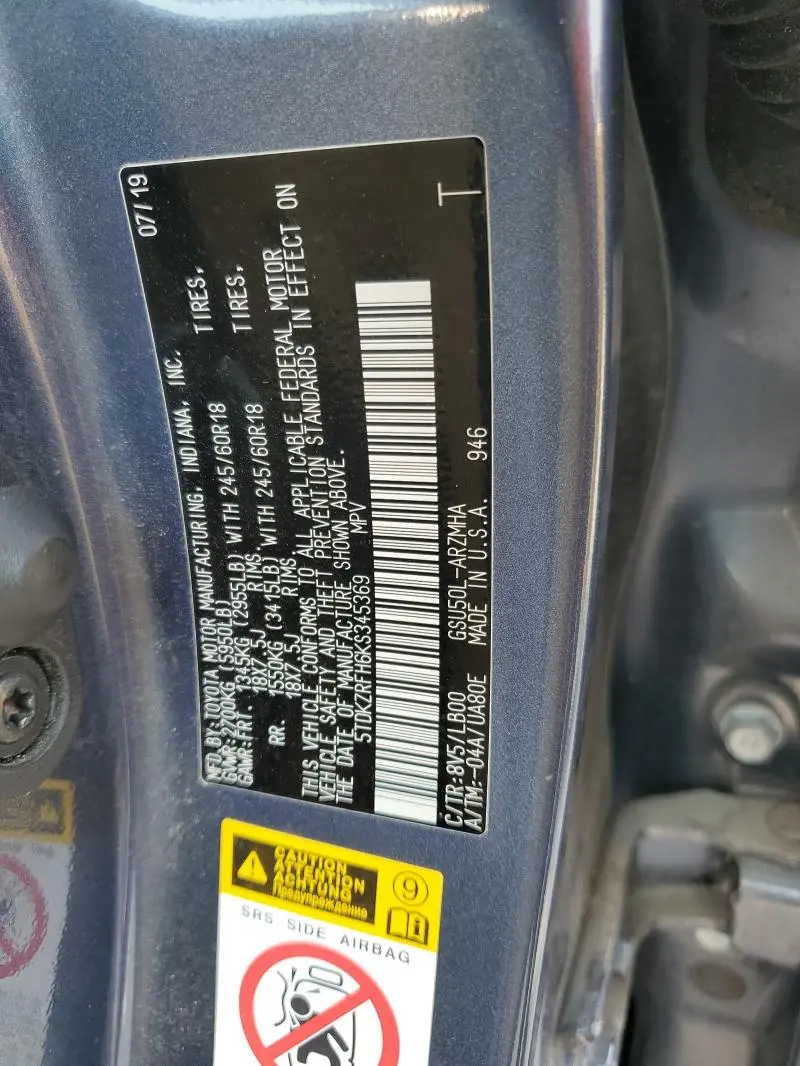 MFD. BY: TOYOTA MOTOR MANUFACTURING, INDIANA, INC. 07/19
GVWR: 2700KG (5950LB)
GAWR: FRT. 1345KG (2955LB) WITH 245/60R18 TIRES,
18X7.5J RIMS.
RR. 1550KG (3415LB) WITH 245/60R18 TIRES,
18X7.5J RIMS.
THIS VEHICLE CONFORMS TO ALL APPLICABLE FEDERAL MOTOR
VEHICLE SAFETY AND THEFT PREVENTION STANDARDS IN EFFECT ON
THE DATE OF MANUFACTURE SHOWN ABOVE.
5TDKZRFH6KS345369 MPV
C/TR: 8V5/LB00 GSU50L-ARZMHA T
A/TM: -04A/UA80E MADE IN U.S.A. 946
CAUTION
ATTENTION
ACHTUNG
Предупреждение
9
SRS SIDE AIRBAG